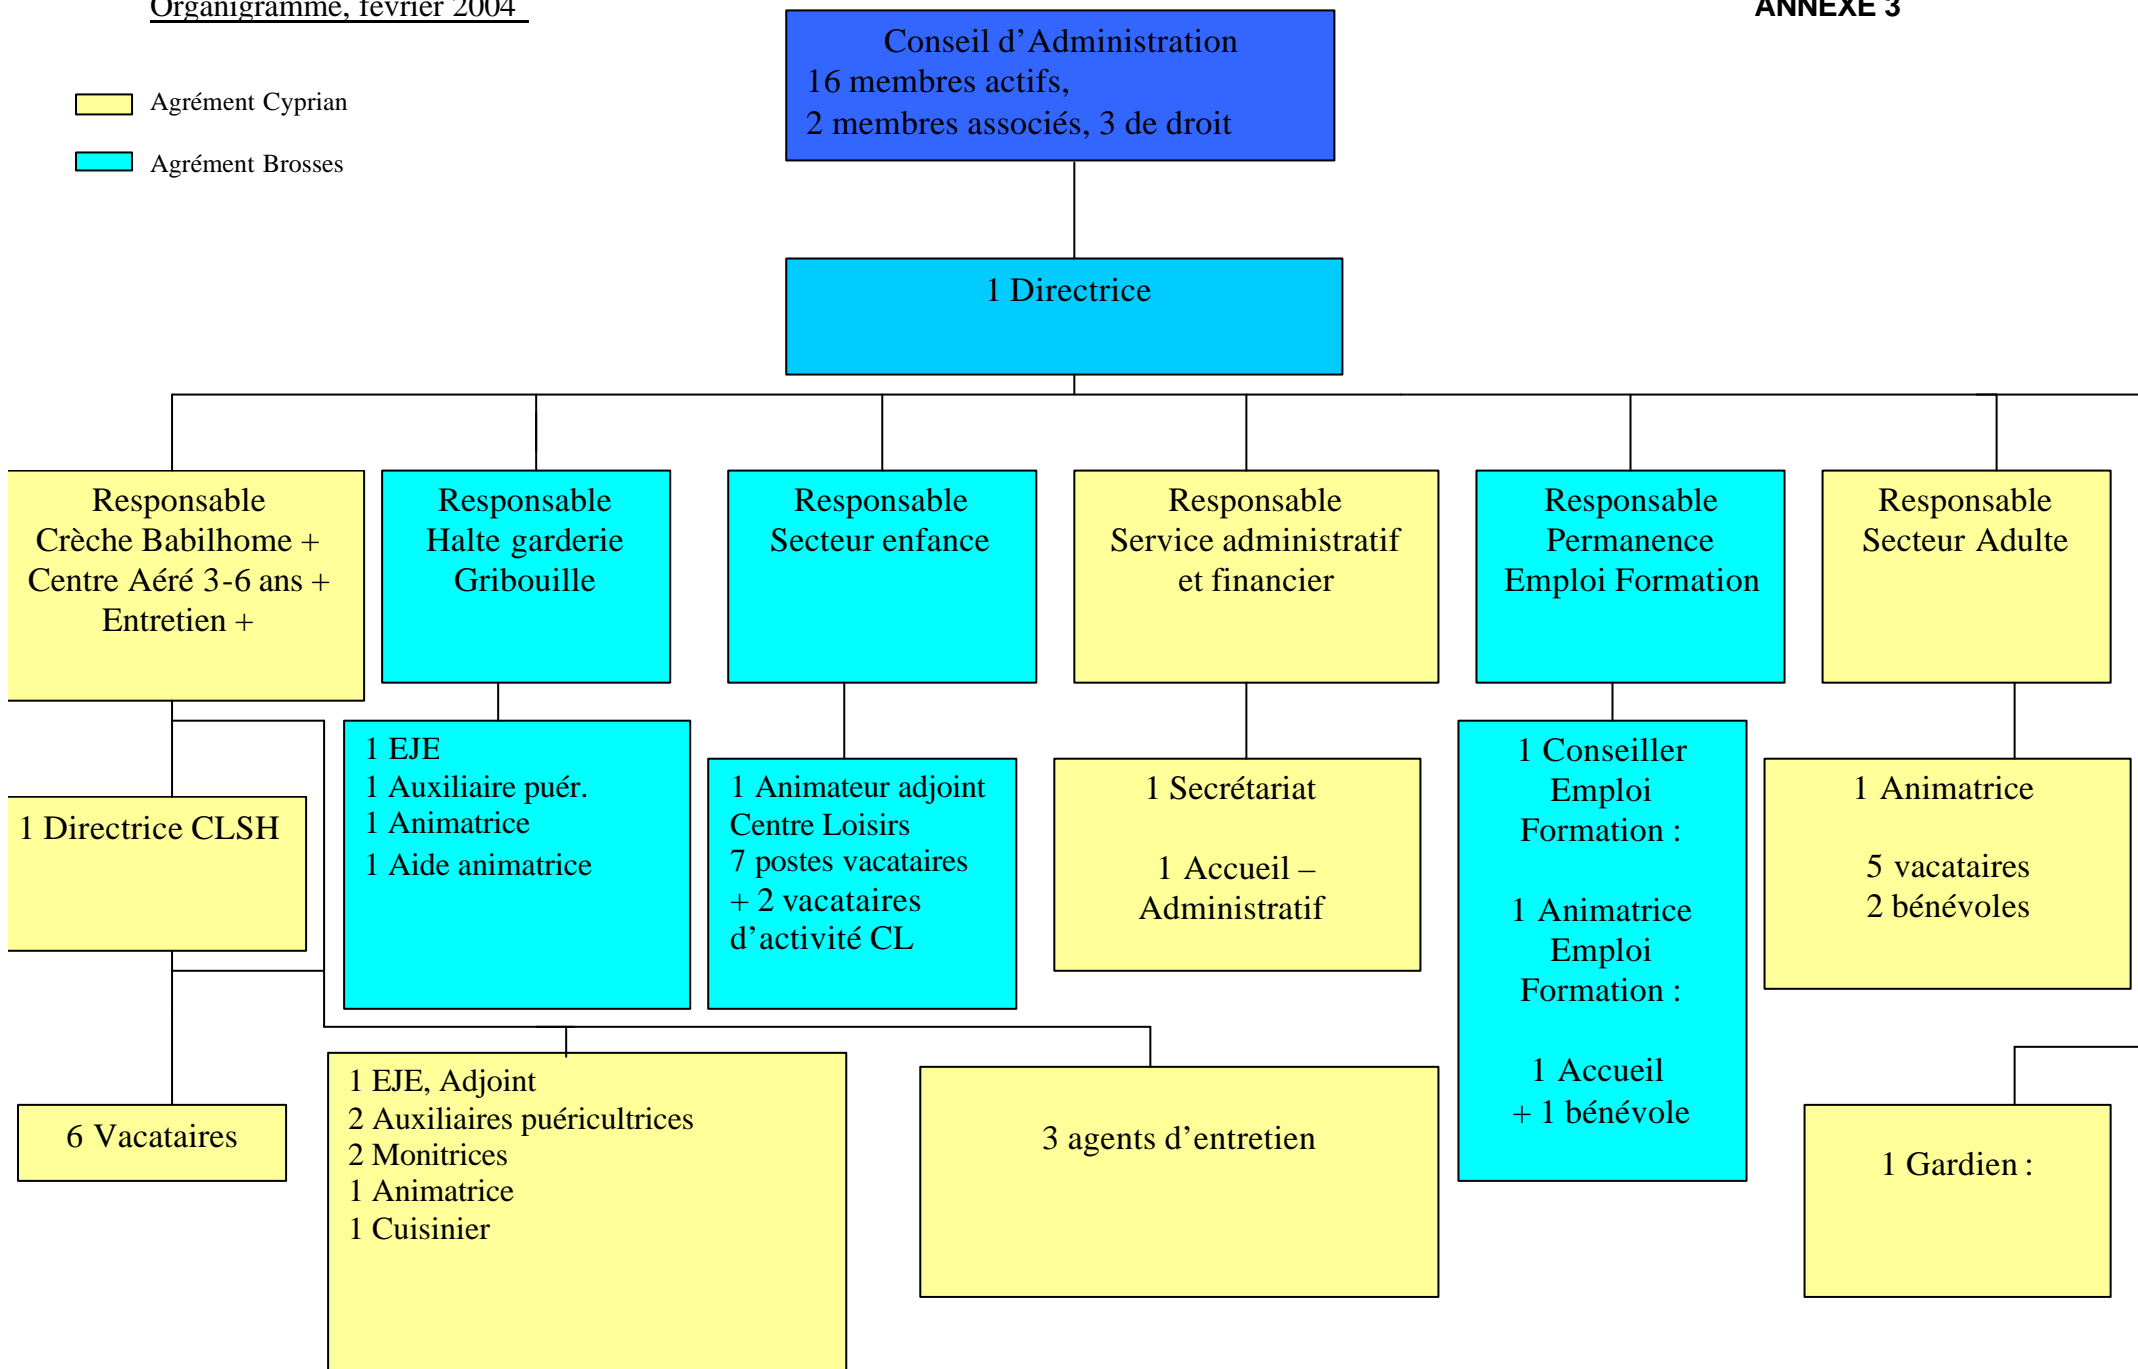 Organigramme, février 2004
ANNEXE 3
Agrément Cyprian
Agrément Brosses
Conseil d’Administration
16 membres actifs,
2 membres associés, 3 de droit
1 Directrice
Responsable
Crèche Babilhome +
Centre Aéré 3-6 ans +
Entretien +
Responsable
Halte garderie
Gribouille
Responsable
Secteur enfance
Responsable
Service administratif
et financier
Responsable
Permanence
Emploi Formation
Responsable
Secteur Adulte
1 Directrice CLSH
1 EJE
1 Auxiliaire puér.
1 Animatrice
1 Aide animatrice
1 Animateur adjoint
Centre Loisirs
7 postes vacataires
+ 2 vacataires
d’activité CL
1 Secrétariat
1 Accueil –
Administratif
1 Conseiller
Emploi
Formation :
1 Animatrice
Emploi
Formation :
1 Accueil
+ 1 bénévole
1 Animatrice
5 vacataires
2 bénévoles
6 Vacataires
1 EJE, Adjoint
2 Auxiliaires puéricultrices
2 Monitrices
1 Animatrice
1 Cuisinier
3 agents d’entretien
1 Gardien :